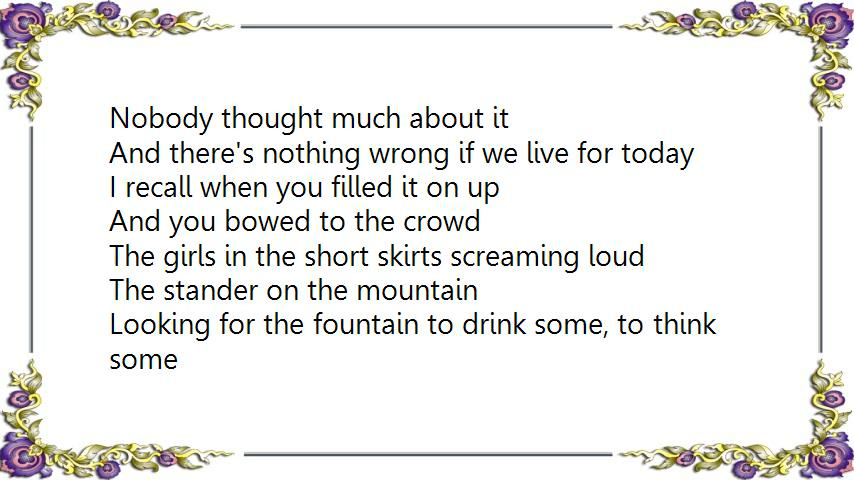 Nobody thought much about it
And there's nothing wrong if we live for today
I recall when you filled it on up
And you bowed to the crowd
The girls in the short skirts screaming loud
The stander on the mountain
Looking for the fountain to drink some, to think
some